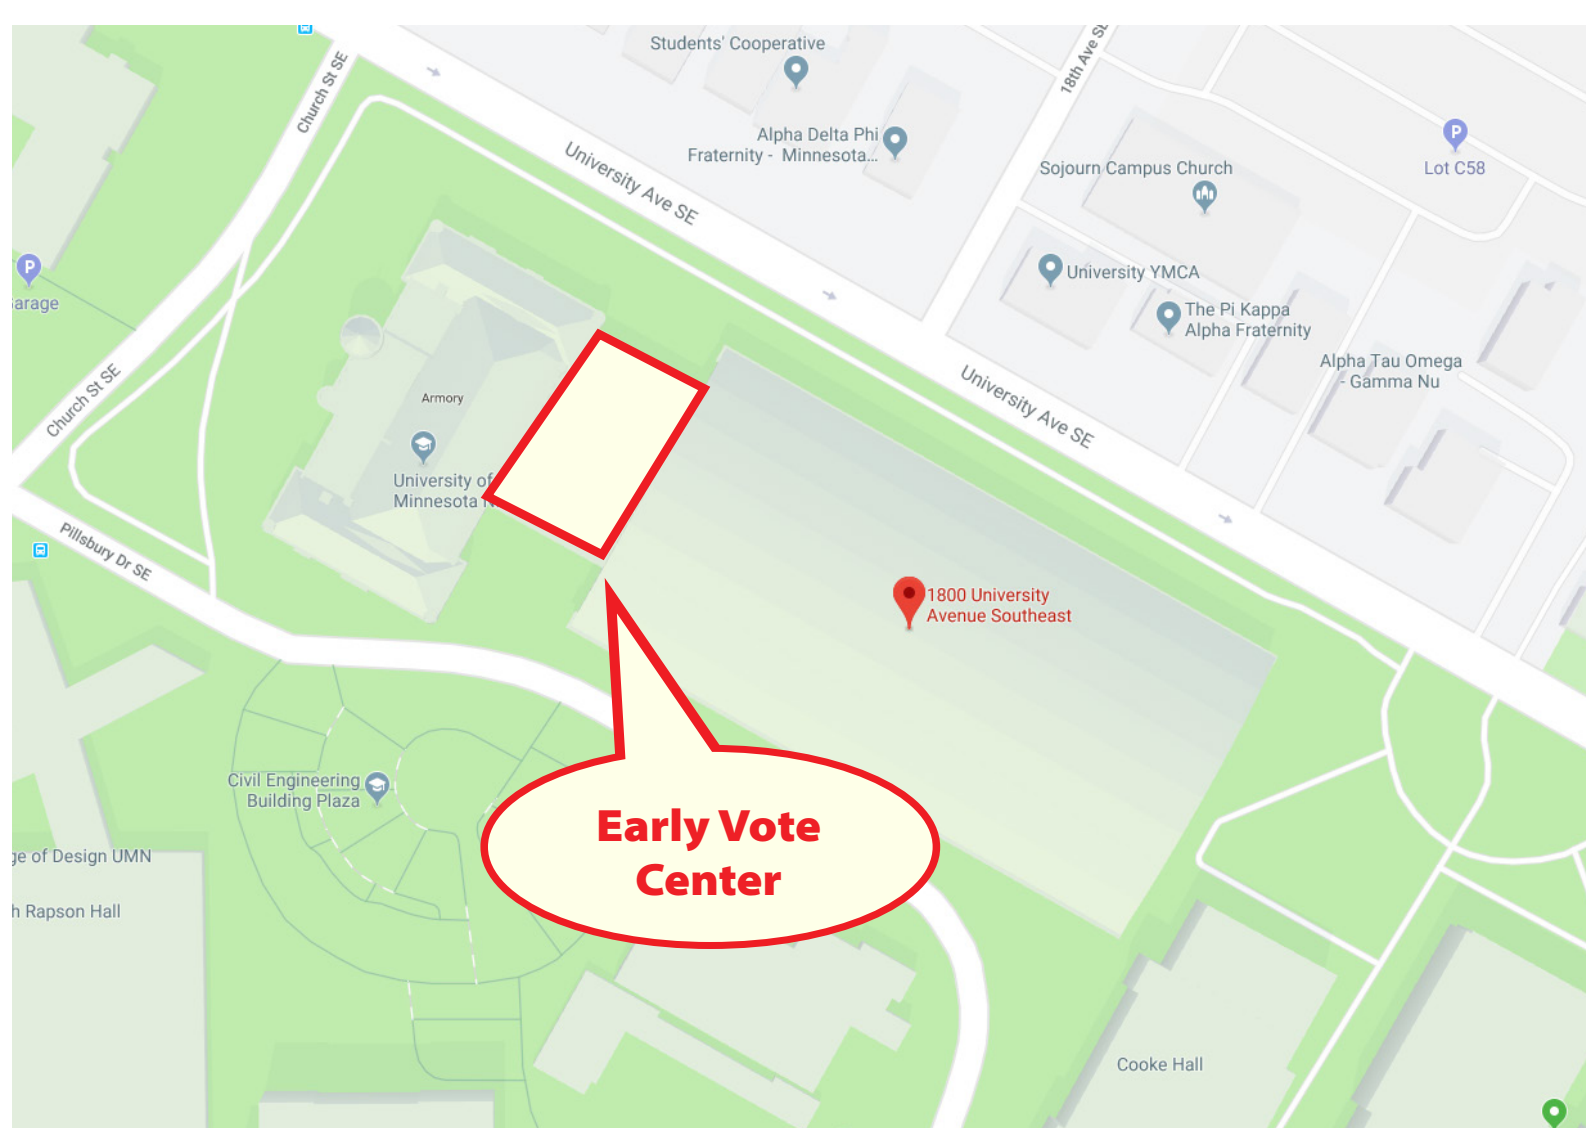 Students' Cooperative
Church St SE
18th Ave SE
Alpha Delta Phi
Fraternity - Minnesota...
University Ave SE
P
Lot C58
Sojourn Campus Church
P
arage
University YMCA
The Pi Kappa
Alpha Fraternity
Alpha Tau Omega
- Gamma Nu
Church St SE
Armory
University Ave SE
University of
Minnesota N
Pillsbury Dr SE
1800 University
Avenue Southeast
Civil Engineering
Building Plaza
Early Vote
Center
ge of Design UMN
h Rapson Hall
Cooke Hall